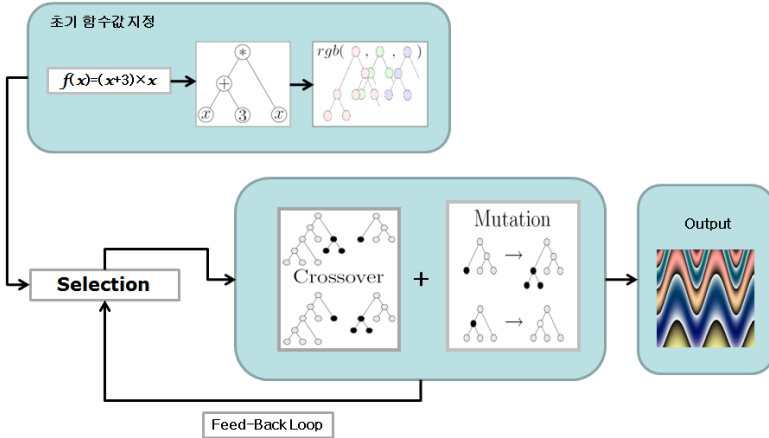 초기 함수값 지정
f(x)=(x+3)×x
*
+
x 3 x
rgb( , , , )
Selection
Crossover
+
Mutation
→
→
Output
Feed-Back Loop